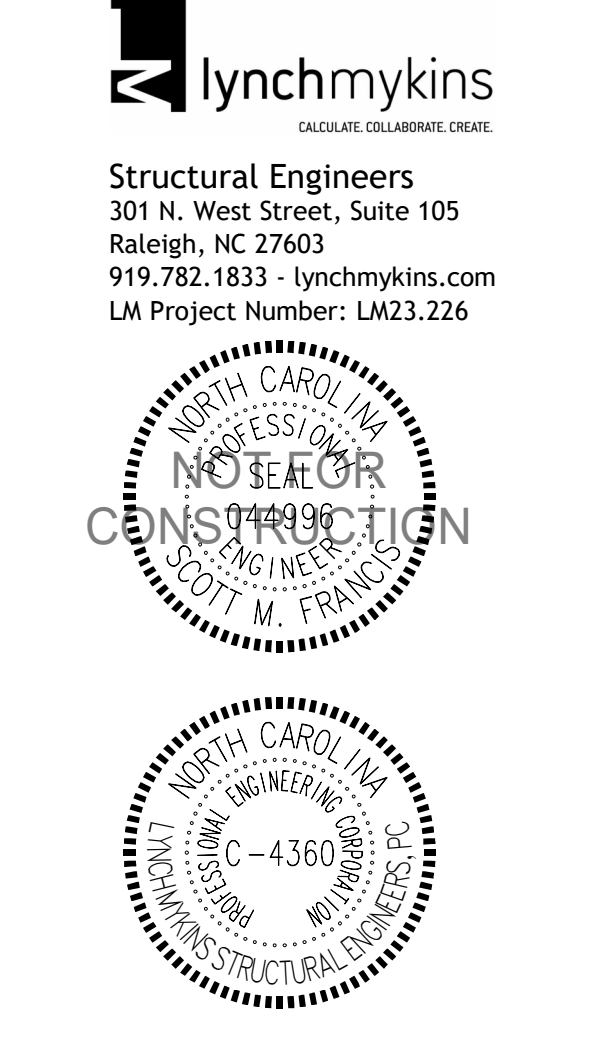 lynchmykins
CALCULATE. COLLABORATE. CREATE.
Structural Engineers
301 N. West Street, Suite 105
Raleigh, NC 27603
919.782.1833 - lynchmykins.com
LM Project Number: LM23.226
NORTH CAROLINA
PROFESSIONAL
SEAL
044996
ENGINEER
SCOTT M. FRANCIS
NOT FOR
CONSTRUCTION
NORTH CAROLINA
PROFESSIONAL ENGINEERING CORPORATION
C-4360
LYNCHMYKINS STRUCTURAL ENGINEERS, PC